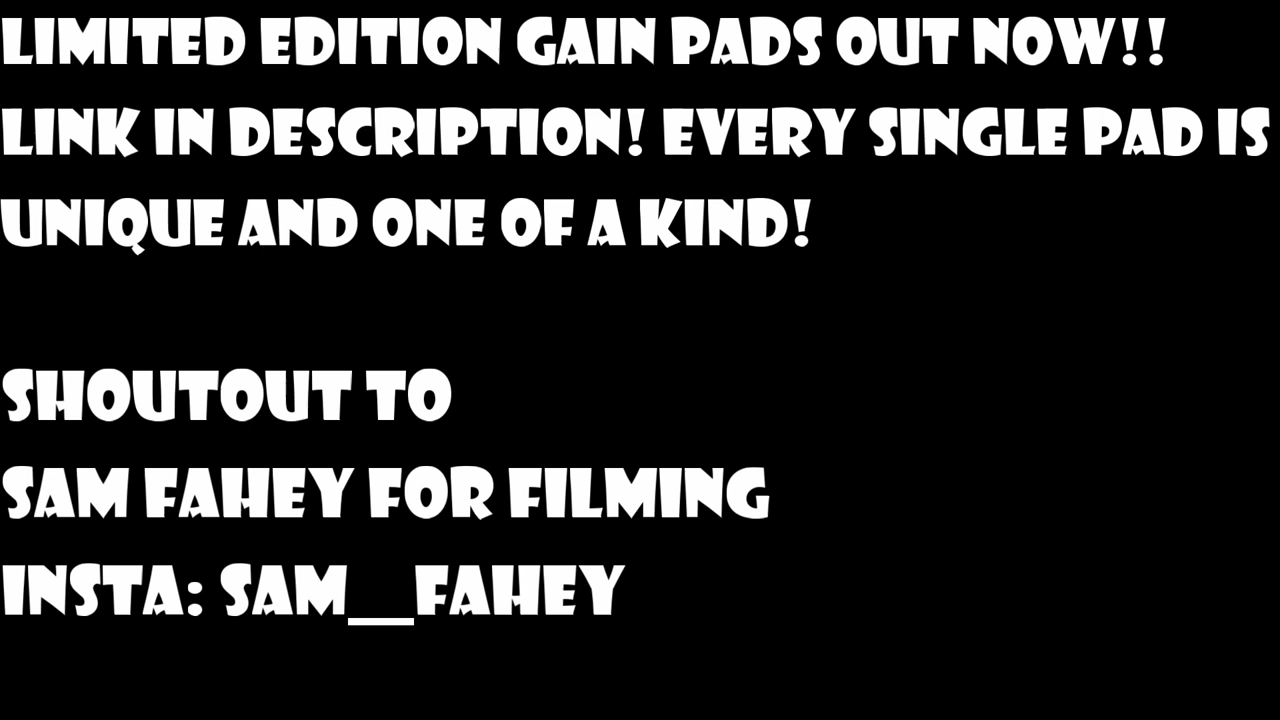 LIMITED EDITION GAIN PADS OUT NOW!!
LINK IN DESCRIPTION! EVERY SINGLE PAD IS
UNIQUE AND ONE OF A KIND!
SHOUTOUT TO
SAM FAHEY FOR FILMING
INSTA: SAM__FAHEY